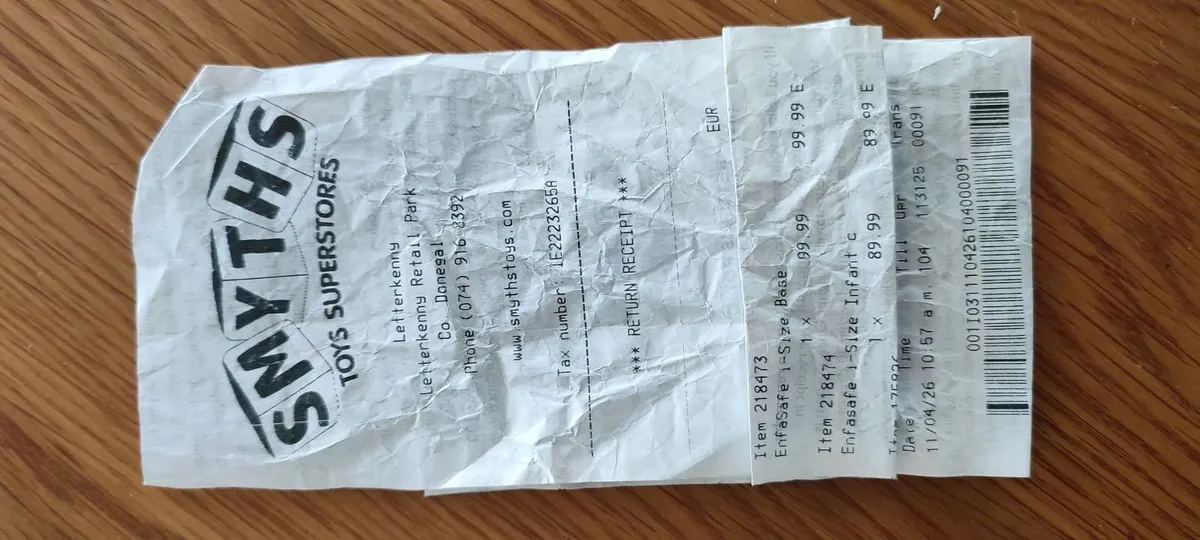 SMYTHS
TOYS SUPERSTORES
Letterkenny
Letterkenny Retail Park
Co. Donegal
Phone (074) 916 8392
www.smythstoys.com
Tax number: IE2223265A
*** RETURN RECEIPT ***
EUR
Item 218473
EnfaSafe i-Size Base
1 x 99.99 99.99 E
Item 218474
Enfasafe i-Size Infant c
1 x 89.99 89.99 E
Date Time Till Opr Trans
11/04/26 10:57 a.m. 104 113125 00091
0011031110426104000091